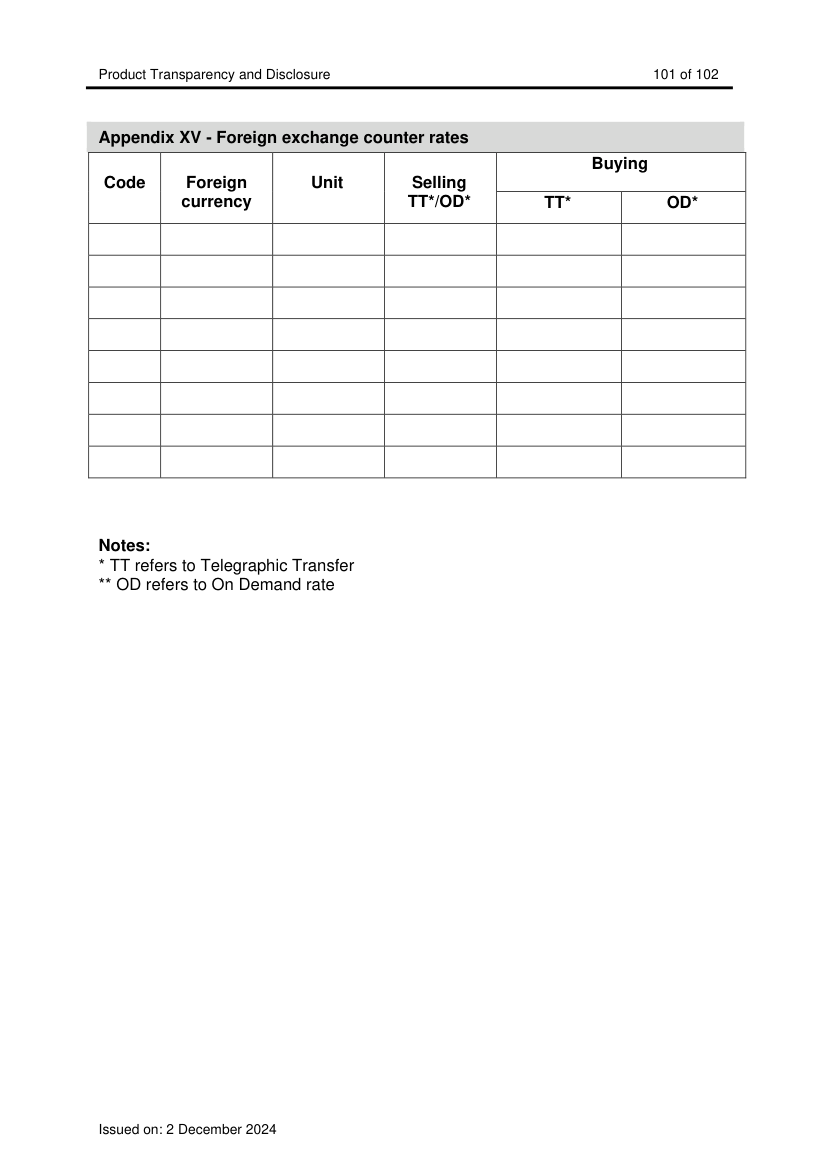 Product Transparency and Disclosure 101 of 102
Appendix XV - Foreign exchange counter rates
Code Foreign currency Unit Selling TT*/OD* Buying
TT* OD*
Notes:
* TT refers to Telegraphic Transfer
** OD refers to On Demand rate
Issued on: 2 December 2024